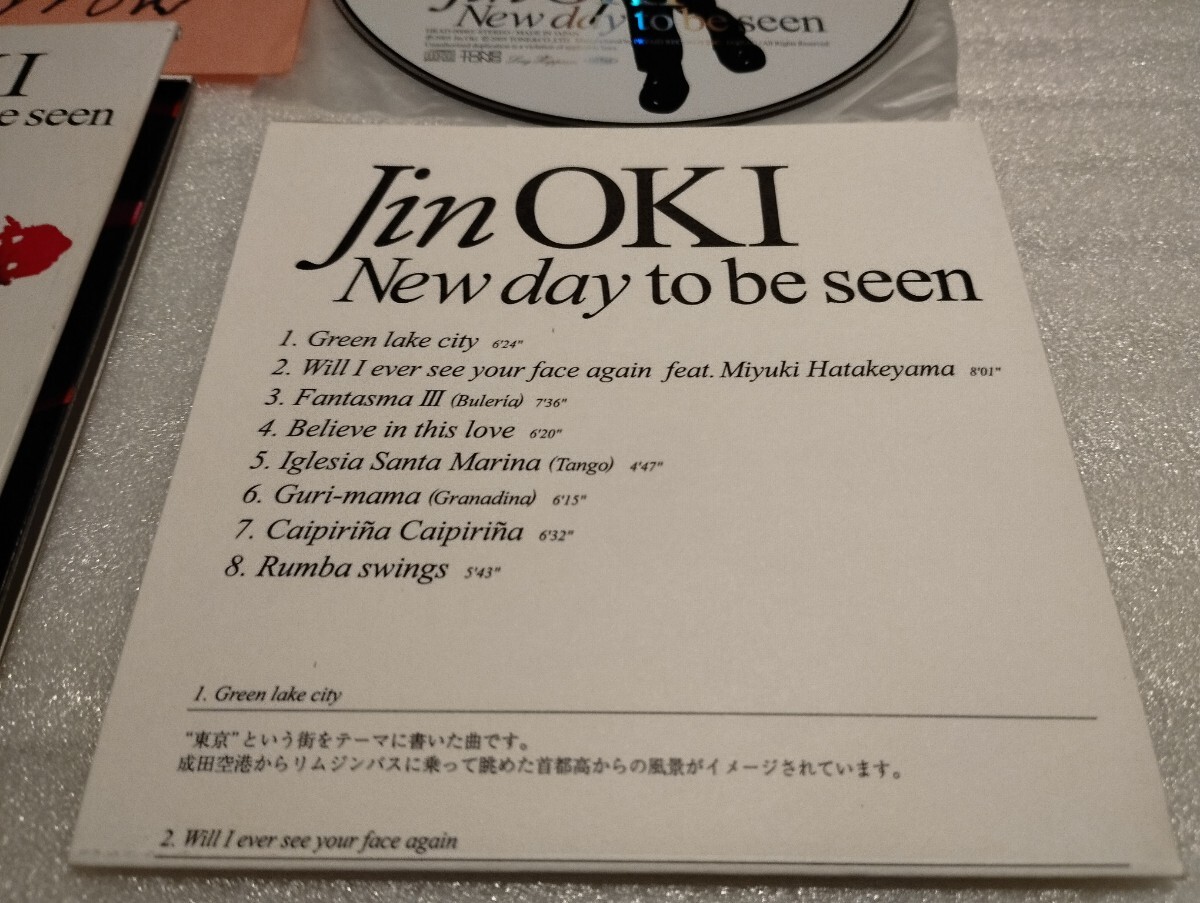 New day to be seen
TONE
TONE
I
e seen
Jin OKI
New day to be seen
1. Green lake city 6'24"
2. Will I ever see your face again feat. Miyuki Hatakeyama 8'01"
3. Fantasma III (Bulería) 7'36"
4. Believe in this love 6'20"
5. Iglesia Santa Marina (Tango) 4'47"
6. Guri-mama (Granadina) 6'15"
7. Caipiriña Caipiriña 6'32"
8. Rumba swings 5'43"
1. Green lake city
“東京”という街をテーマに書いた曲です。
成田空港からリムジンバスに乗って眺めた首都高からの風景がイメージされています。
2. Will I ever see your face again